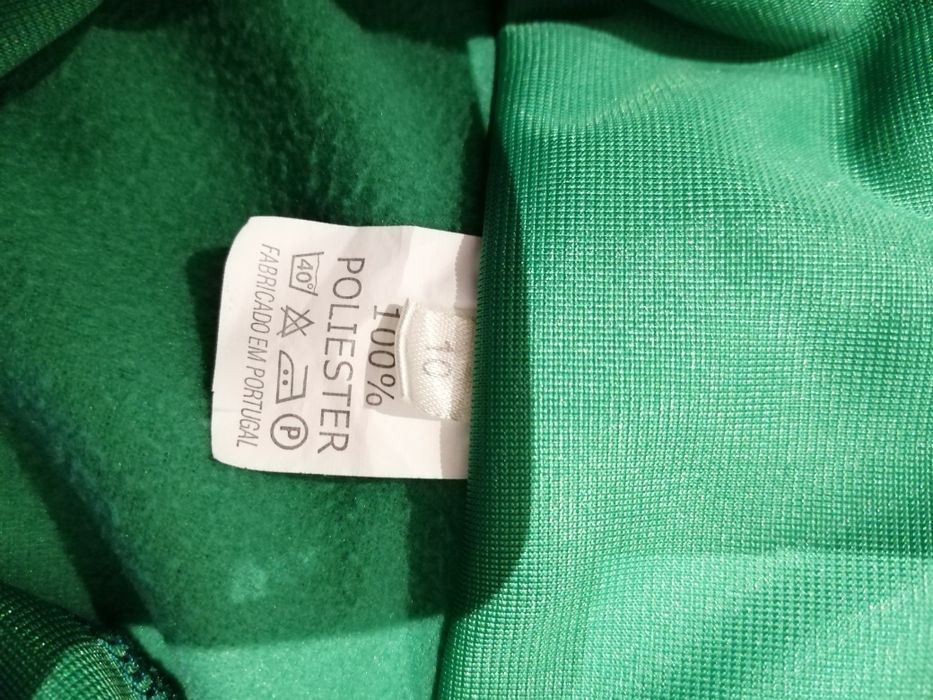 10
100%
POLIESTER
40°
P
FABRICADO EM PORTUGAL